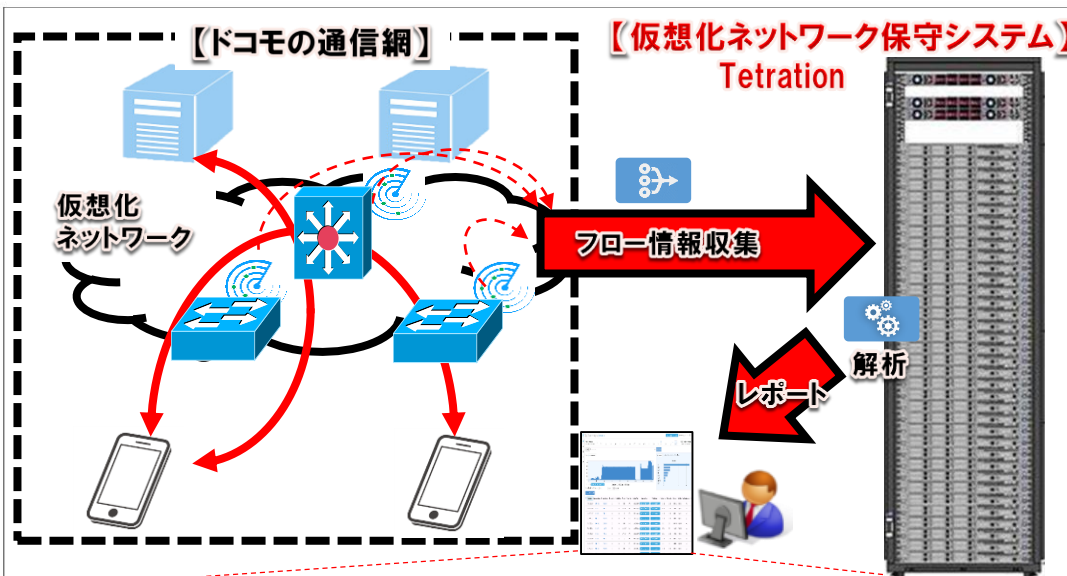 【ドコモの通信網】
【仮想化ネットワーク保守システム】
Tetration
仮想化
ネットワーク
フロー情報収集
解析
レポート